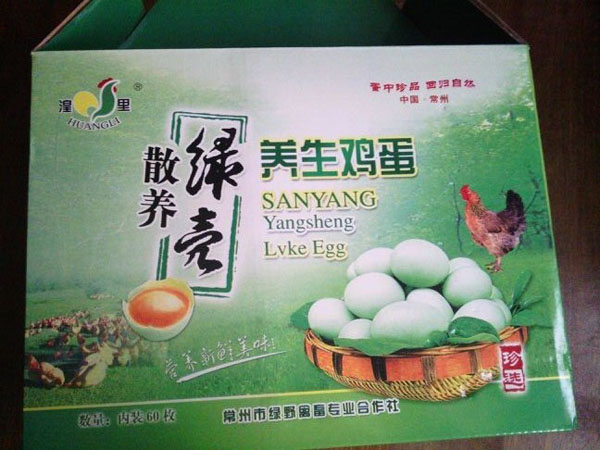 湟里
®
HUANGLI
蛋中珍品 回归自然
中国·常州
散养
绿壳
养生鸡蛋
SANYANG
Yangsheng
Lvke Egg
营养新鲜美味
珍选
数量：内装60枚
常州市绿野禽畜专业合作社